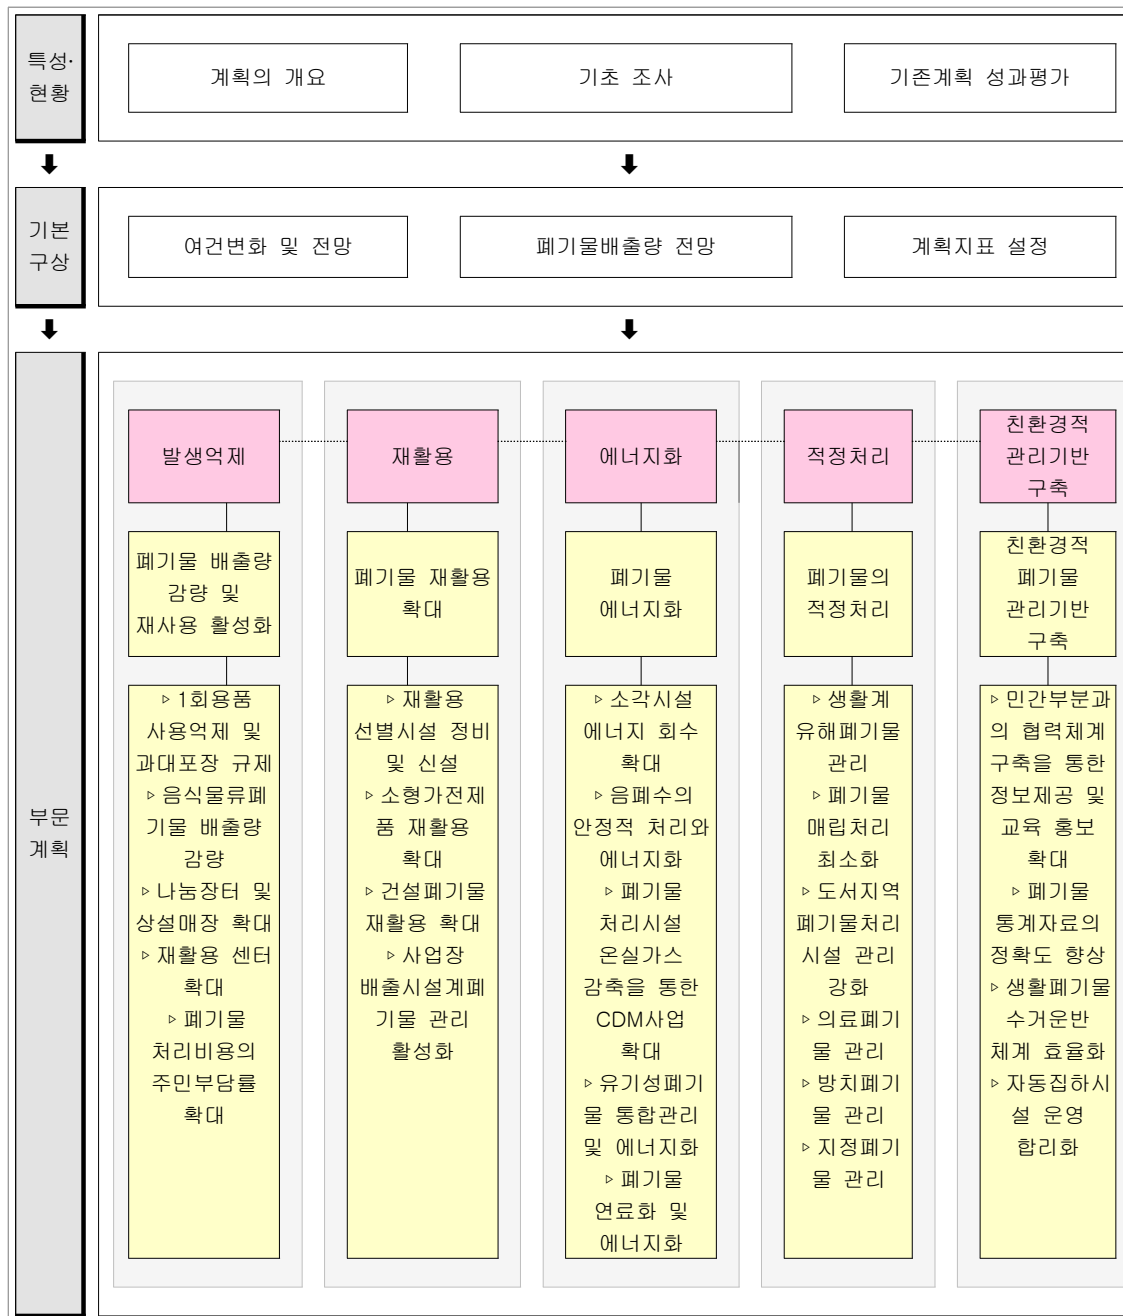 특성·
현황
계획의 개요
기초 조사
기존계획 성과평가
기본
구상
여건변화 및 전망
폐기물배출량 전망
계획지표 설정
부문
계획
발생억제
재활용
에너지화
적정처리
친환경적
관리기반
구축
폐기물 배출량
감량 및
재사용 활성화
폐기물 재활용
확대
폐기물
에너지화
폐기물의
적정처리
친환경적
폐기물
관리기반
구축
▹1회용품
사용억제 및
과대포장 규제
▹음식물류폐
기물 배출량
감량
▹나눔장터 및
상설매장 확대
▹재활용 센터
확대
▹폐기물
처리비용의
주민부담률
확대
▹재활용
선별시설 정비
및 신설
▹소형가전제
품 재활용
확대
▹건설폐기물
재활용 확대
▹사업장
배출시설계폐
기물 관리
활성화
▹소각시설
에너지 회수
확대
▹음폐수의
안정적 처리와
에너지화
▹폐기물
처리시설
온실가스
감축을 통한
CDM사업
확대
▹유기성폐기
물 통합관리
및 에너지화
▹폐기물
연료화 및
에너지화
▹생활계
유해폐기물
관리
▹폐기물
매립처리
최소화
▹도서지역
폐기물처리
시설 관리
강화
▹의료폐기
물 관리
▹방치폐기
물 관리
▹지정폐기
물 관리
▹민간부분과
의 협력체계
구축을 통한
정보제공 및
교육 홍보
확대
▹폐기물
통계자료의
정확도 향상
▹생활폐기물
수거운반
체계 효율화
▹자동집하시
설 운영
합리화